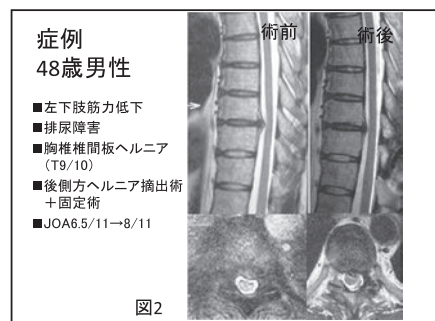 症例
48歳男性
■左下肢筋力低下
■排尿障害
■胸椎椎間板ヘルニア
(T9/10)
■後側方ヘルニア摘出術
＋固定術
■JOA6.5/11→8/11
図2
術前
術後